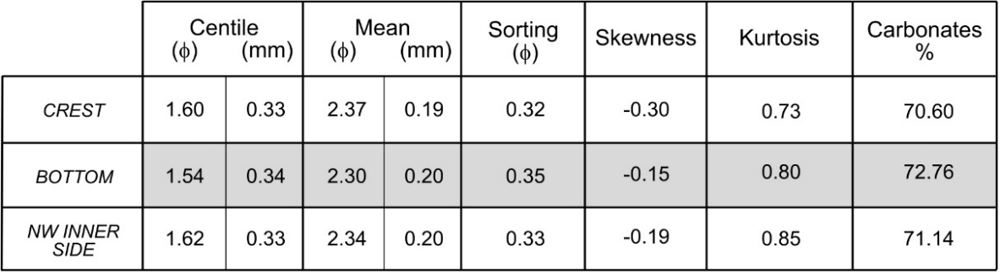 Centile Mean Sorting Skewness Kurtosis Carbonates
(ϕ) (mm) (ϕ) (mm) (ϕ) %
CREST 1.60 0.33 2.37 0.19 0.32 -0.30 0.73 70.60
BOTTOM 1.54 0.34 2.30 0.20 0.35 -0.15 0.80 72.76
NW INNER
SIDE 1.62 0.33 2.34 0.20 0.33 -0.19 0.85 71.14